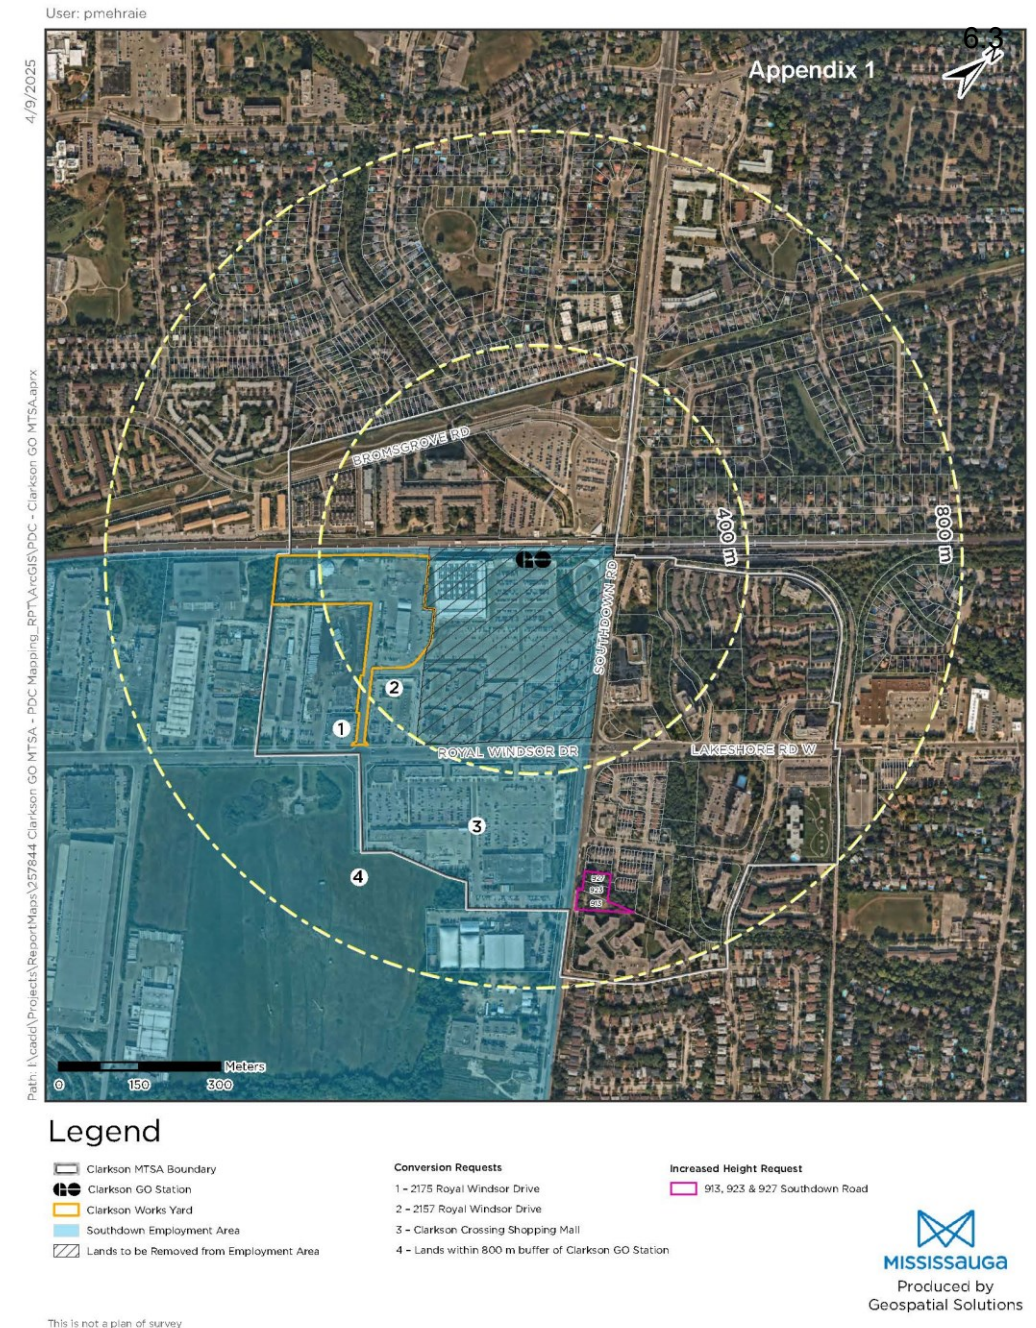 User: pmehraie
6.3
4/9/2025
Appendix 1
BROMSGROVE RD
400 m
800 m
GO
SOUTHDOWN RD
2
1
ROYAL WINDSOR DR
LAKESHORE RD W
3
4
927
923
913
Meters
0 150 300
Path: I:\cadd\Projects\ReportMaps\257844 Clarkson GO MTSA - PDC Mapping_RPT\ArcGIS\PDC - Clarkson GO MTSA.aprx
Legend
Clarkson MTSA Boundary
GO Clarkson GO Station
Clarkson Works Yard
Southdown Employment Area
Lands to be Removed from Employment Area
Conversion Requests
1 – 2175 Royal Windsor Drive
2 – 2157 Royal Windsor Drive
3 – Clarkson Crossing Shopping Mall
4 – Lands within 800 m buffer of Clarkson GO Station
Increased Height Request
913, 923 & 927 Southdown Road
MISSISSAUGA
Produced by
Geospatial Solutions
This is not a plan of survey